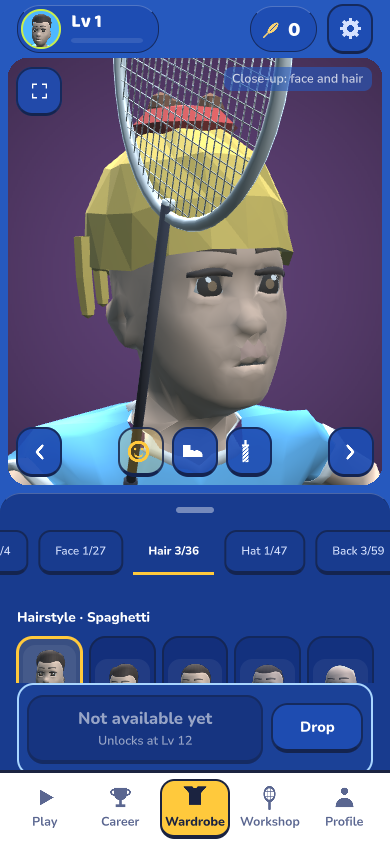 Lv 1
0
Close-up: face and hair
/4
Face 1/27
Hair 3/36
Hat 1/47
Back 3/59
Hairstyle · Spaghetti
Not available yet
Unlocks at Lv 12
Drop
Play
Career
Wardrobe
Workshop
Profile